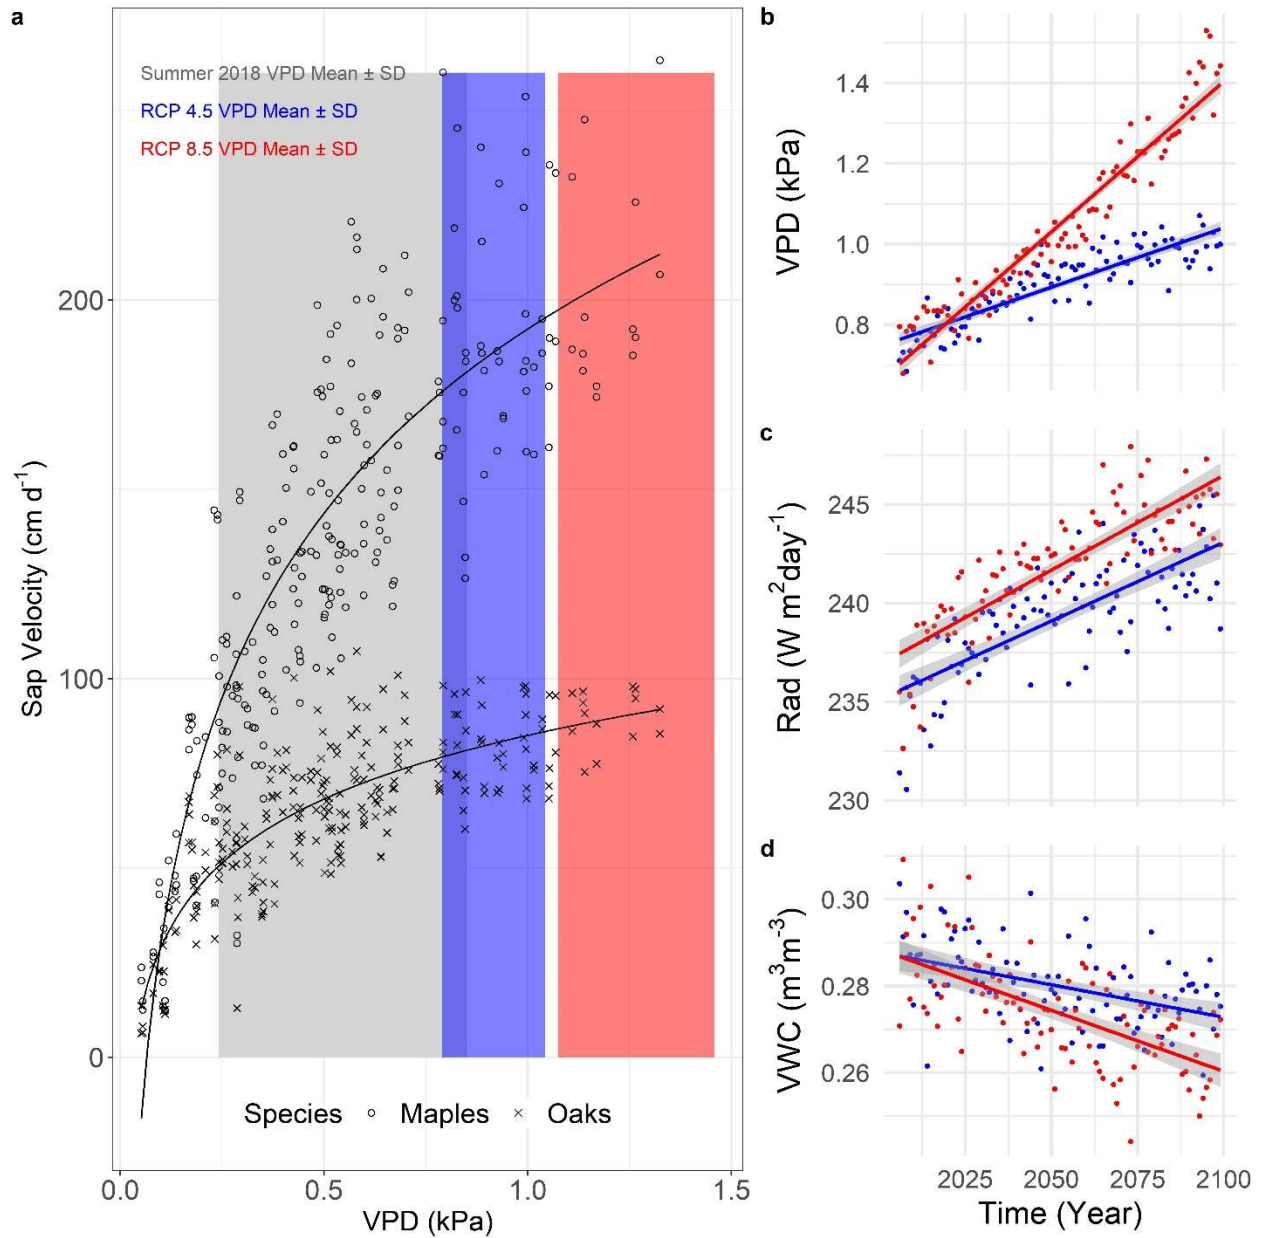 a
Summer 2018 VPD Mean ± SD
RCP 4.5 VPD Mean ± SD
RCP 8.5 VPD Mean ± SD
Sap Velocity (cm d⁻¹)
200
100
0
Species Maples Oaks
0.0 0.5 1.0 1.5
VPD (kPa)
b
VPD (kPa)
1.4
1.2
1.0
0.8
c
Rad (W m²day⁻¹)
245
240
235
230
d
VWC (m³m⁻³)
0.30
0.28
0.26
2025 2050 2075 2100
Time (Year)